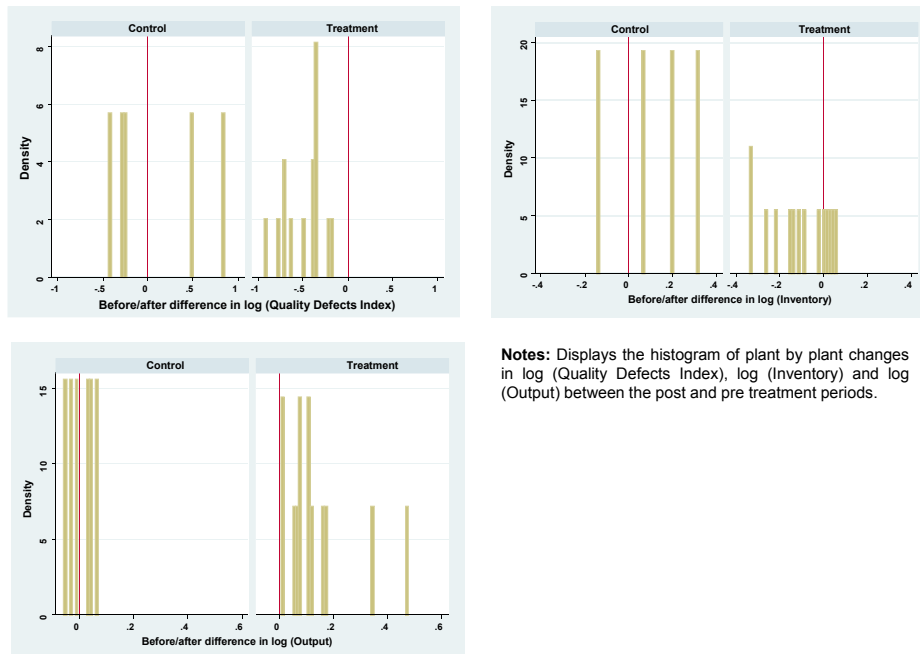 Control Treatment
Density
0 2 4 6 8
-1 -.5 0 .5 1 -1 -.5 0 .5 1
Before/after difference in log (Quality Defects Index)
Control Treatment
Density
0 5 10 15 20
-.4 -.2 0 .2 .4 -.4 -.2 0 .2 .4
Before/after difference in log (Inventory)
Control Treatment
Density
0 5 10 15
0 .2 .4 .6 0 .2 .4 .6
Before/after difference in log (Output)
Notes: Displays the histogram of plant by plant changes
in log (Quality Defects Index), log (Inventory) and log
(Output) between the post and pre treatment periods.